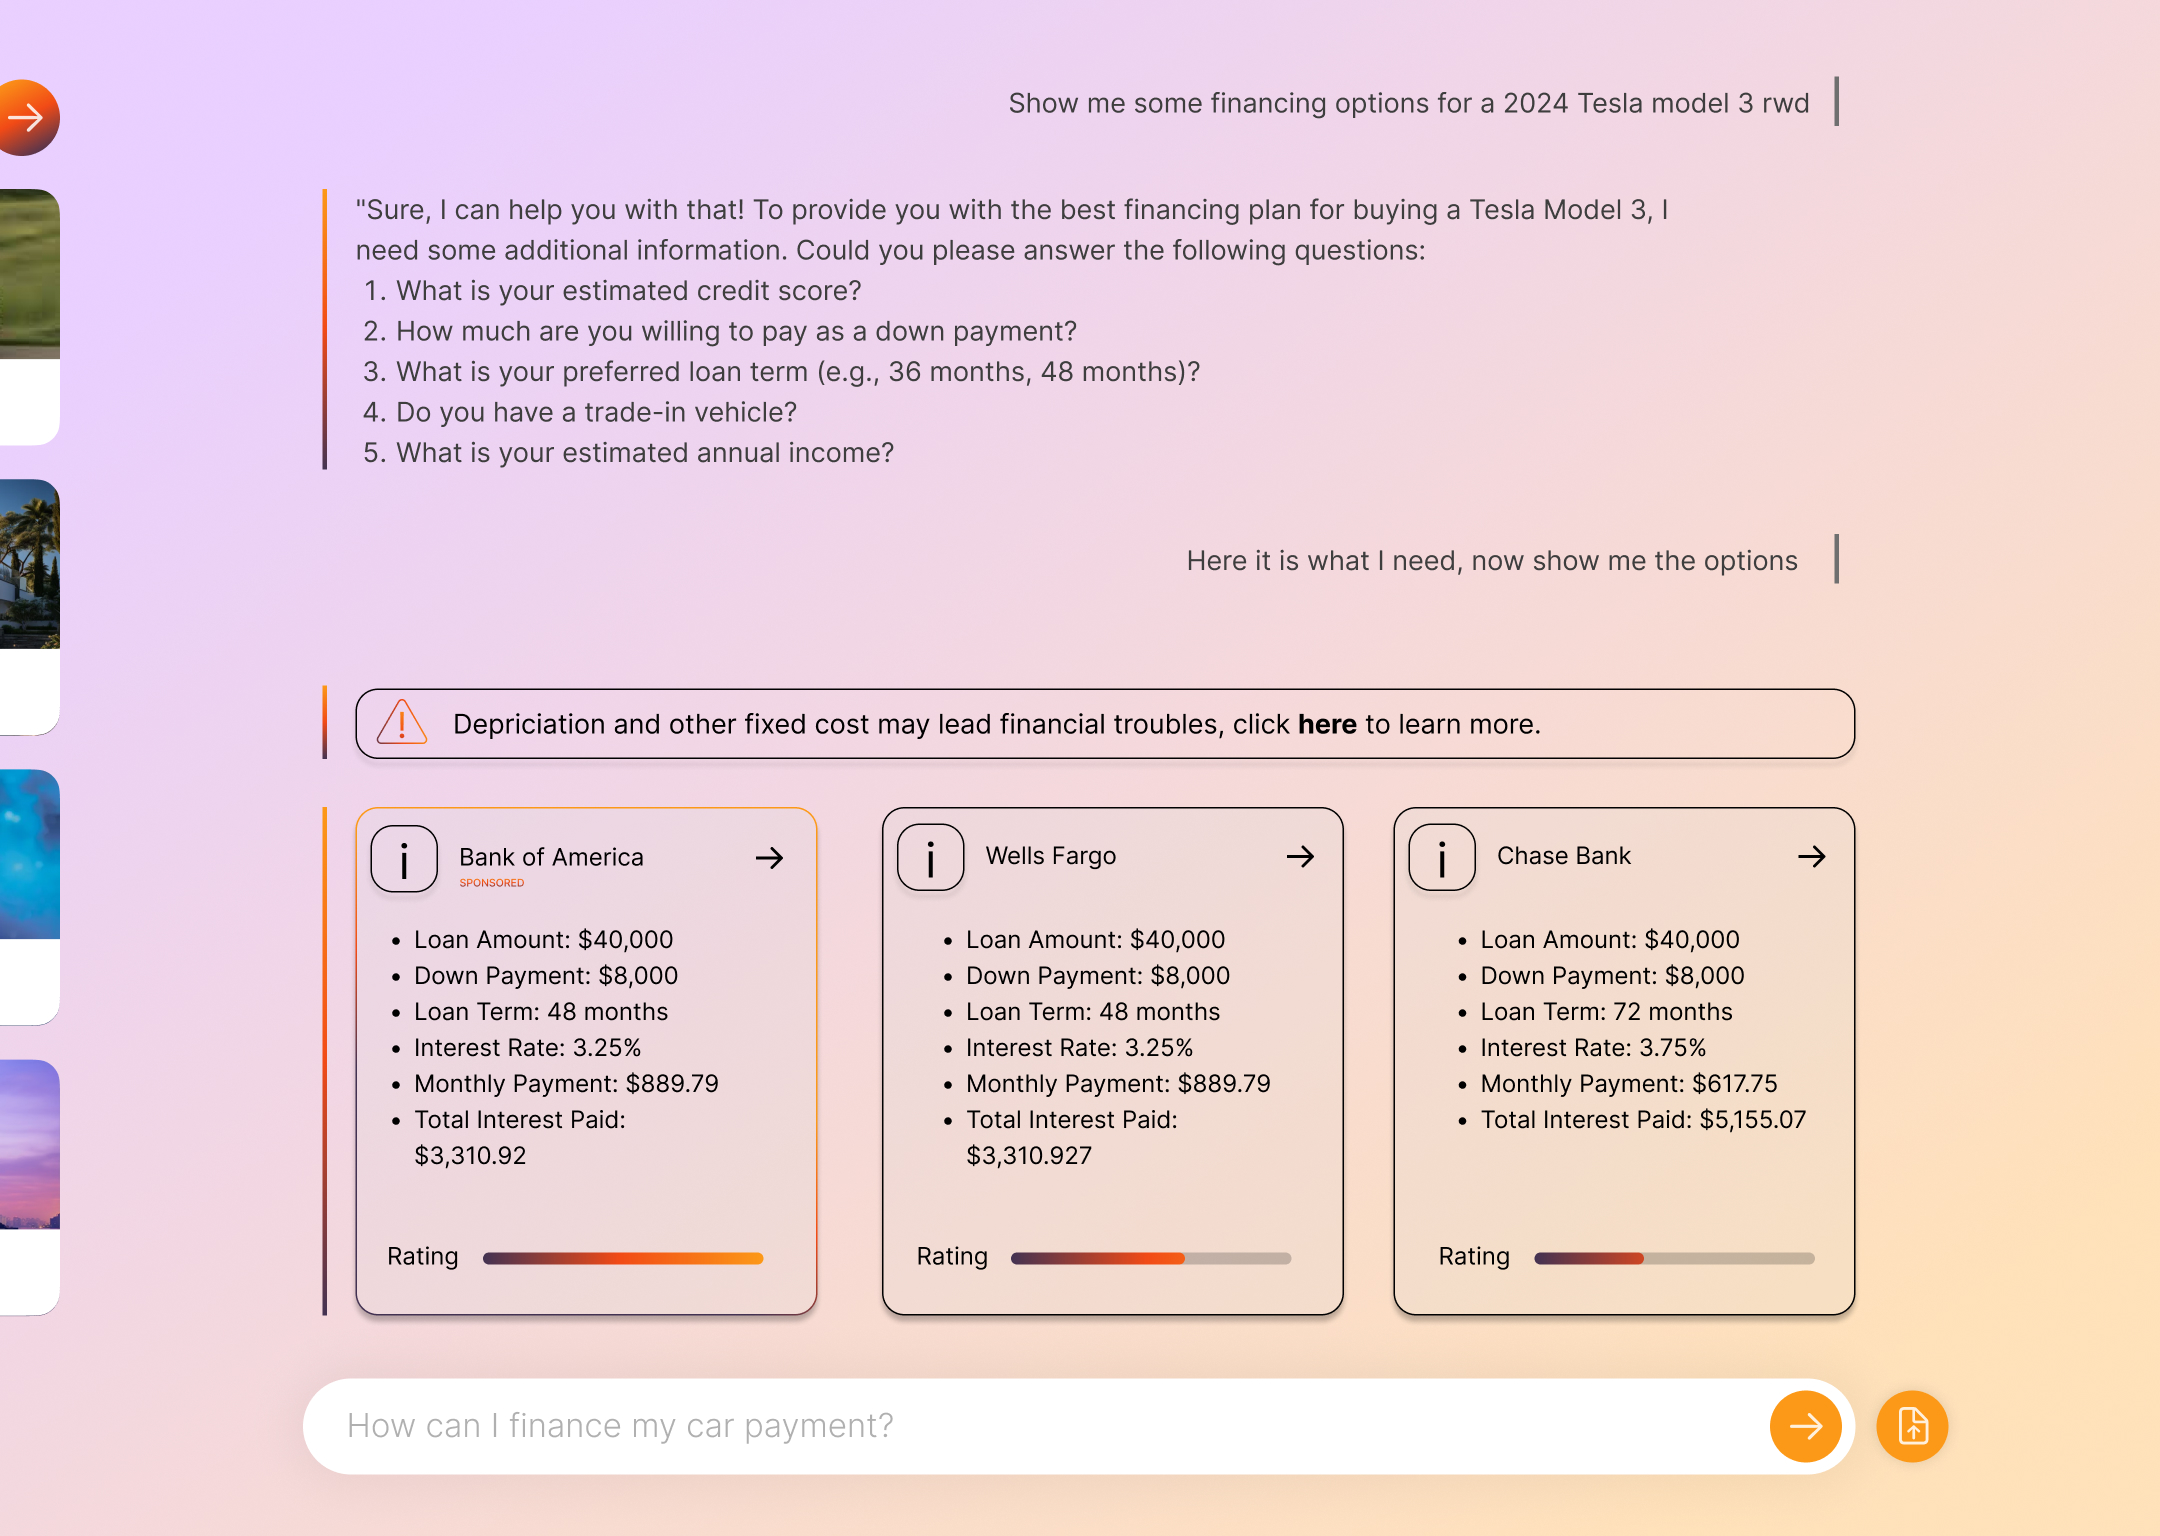 Show me some financing options for a 2024 Tesla model 3 rwd
"Sure, I can help you with that! To provide you with the best financing plan for buying a Tesla Model 3, I
need some additional information. Could you please answer the following questions:
1. What is your estimated credit score?
2. How much are you willing to pay as a down payment?
3. What is your preferred loan term (e.g., 36 months, 48 months)?
4. Do you have a trade-in vehicle?
5. What is your estimated annual income?
Here it is what I need, now show me the options
Depriciation and other fixed cost may lead financial troubles, click here to learn more.
i
Bank of America
SPONSORED
• Loan Amount: $40,000
• Down Payment: $8,000
• Loan Term: 48 months
• Interest Rate: 3.25%
• Monthly Payment: $889.79
• Total Interest Paid:
$3,310.92
Rating
i
Wells Fargo
• Loan Amount: $40,000
• Down Payment: $8,000
• Loan Term: 48 months
• Interest Rate: 3.25%
• Monthly Payment: $889.79
• Total Interest Paid:
$3,310.927
Rating
i
Chase Bank
• Loan Amount: $40,000
• Down Payment: $8,000
• Loan Term: 72 months
• Interest Rate: 3.75%
• Monthly Payment: $617.75
• Total Interest Paid: $5,155.07
Rating
How can I finance my car payment?